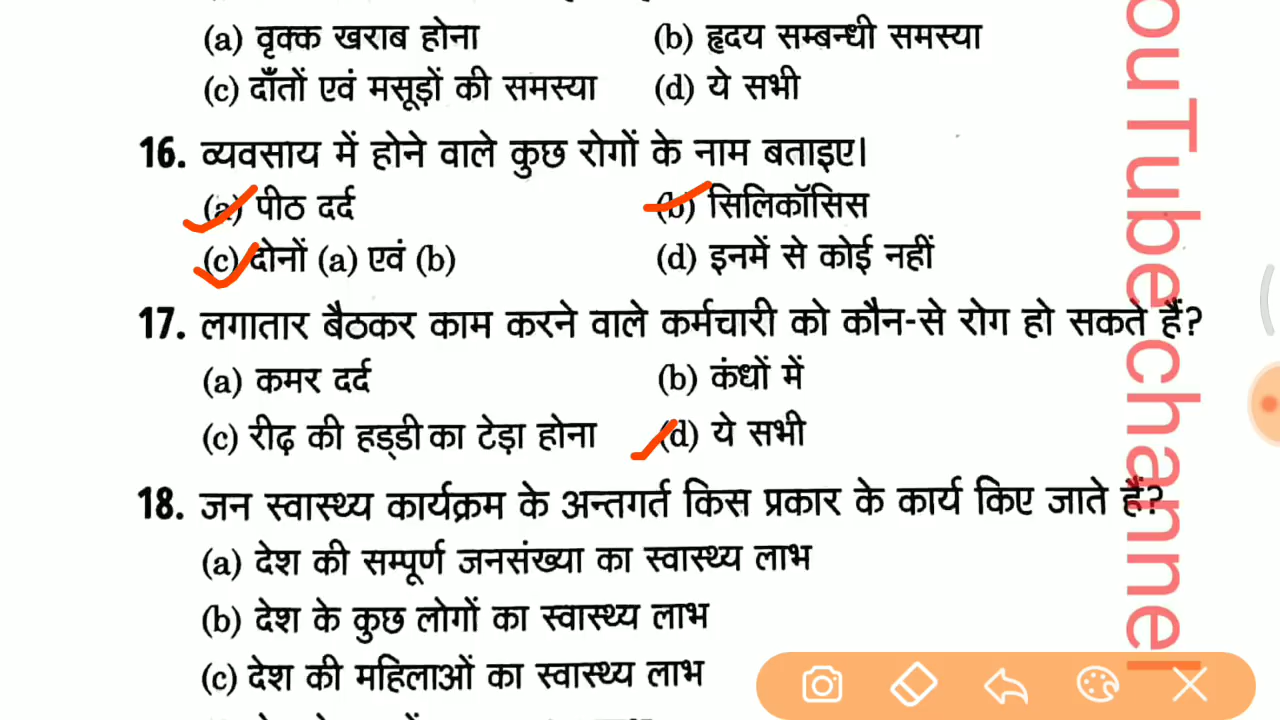 (a) वृक्क खराब होना (b) हृदय सम्बन्धी समस्या
(c) दाँतों एवं मसूड़ों की समस्या (d) ये सभी
16. व्यवसाय में होने वाले कुछ रोगों के नाम बताइए।
(a) पीठ दर्द (b) सिलिकॉसिस
(c) दोनों (a) एवं (b) (d) इनमें से कोई नहीं
17. लगातार बैठकर काम करने वाले कर्मचारी को कौन-से रोग हो सकते हैं?
(a) कमर दर्द (b) कंधों में
(c) रीढ़ की हड्डी का टेड़ा होना (d) ये सभी
18. जन स्वास्थ्य कार्यक्रम के अन्तगर्त किस प्रकार के कार्य किए जाते हैं?
(a) देश की सम्पूर्ण जनसंख्या का स्वास्थ्य लाभ
(b) देश के कुछ लोगों का स्वास्थ्य लाभ
(c) देश की महिलाओं का स्वास्थ्य लाभ
ouTube channel